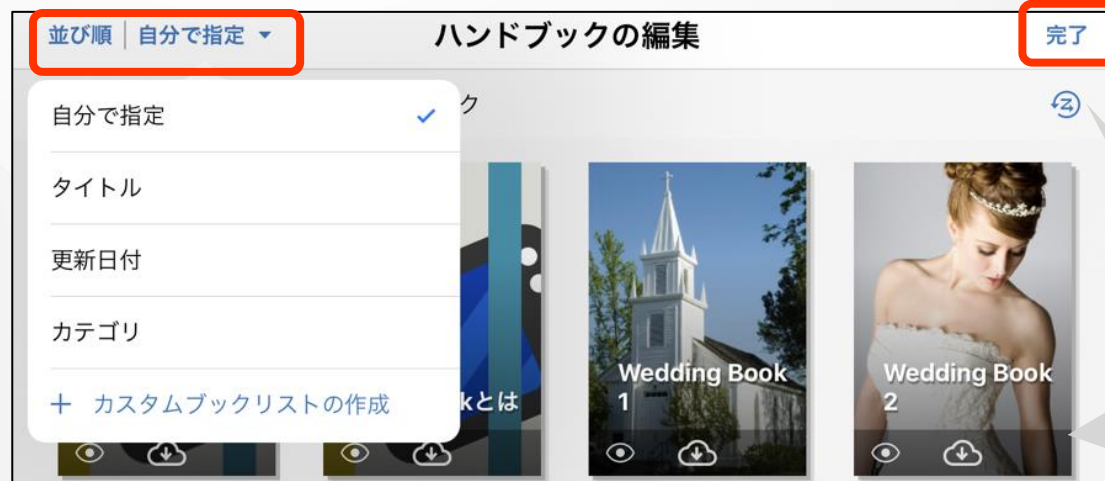 並び順 | 自分で指定 ▼
ハンドブックの編集
完了
自分で指定 ✓
ク
タイトル
更新日付
カテゴリ
+ カスタムブックリストの作成
kとは
Wedding Book
1
Wedding Book
2